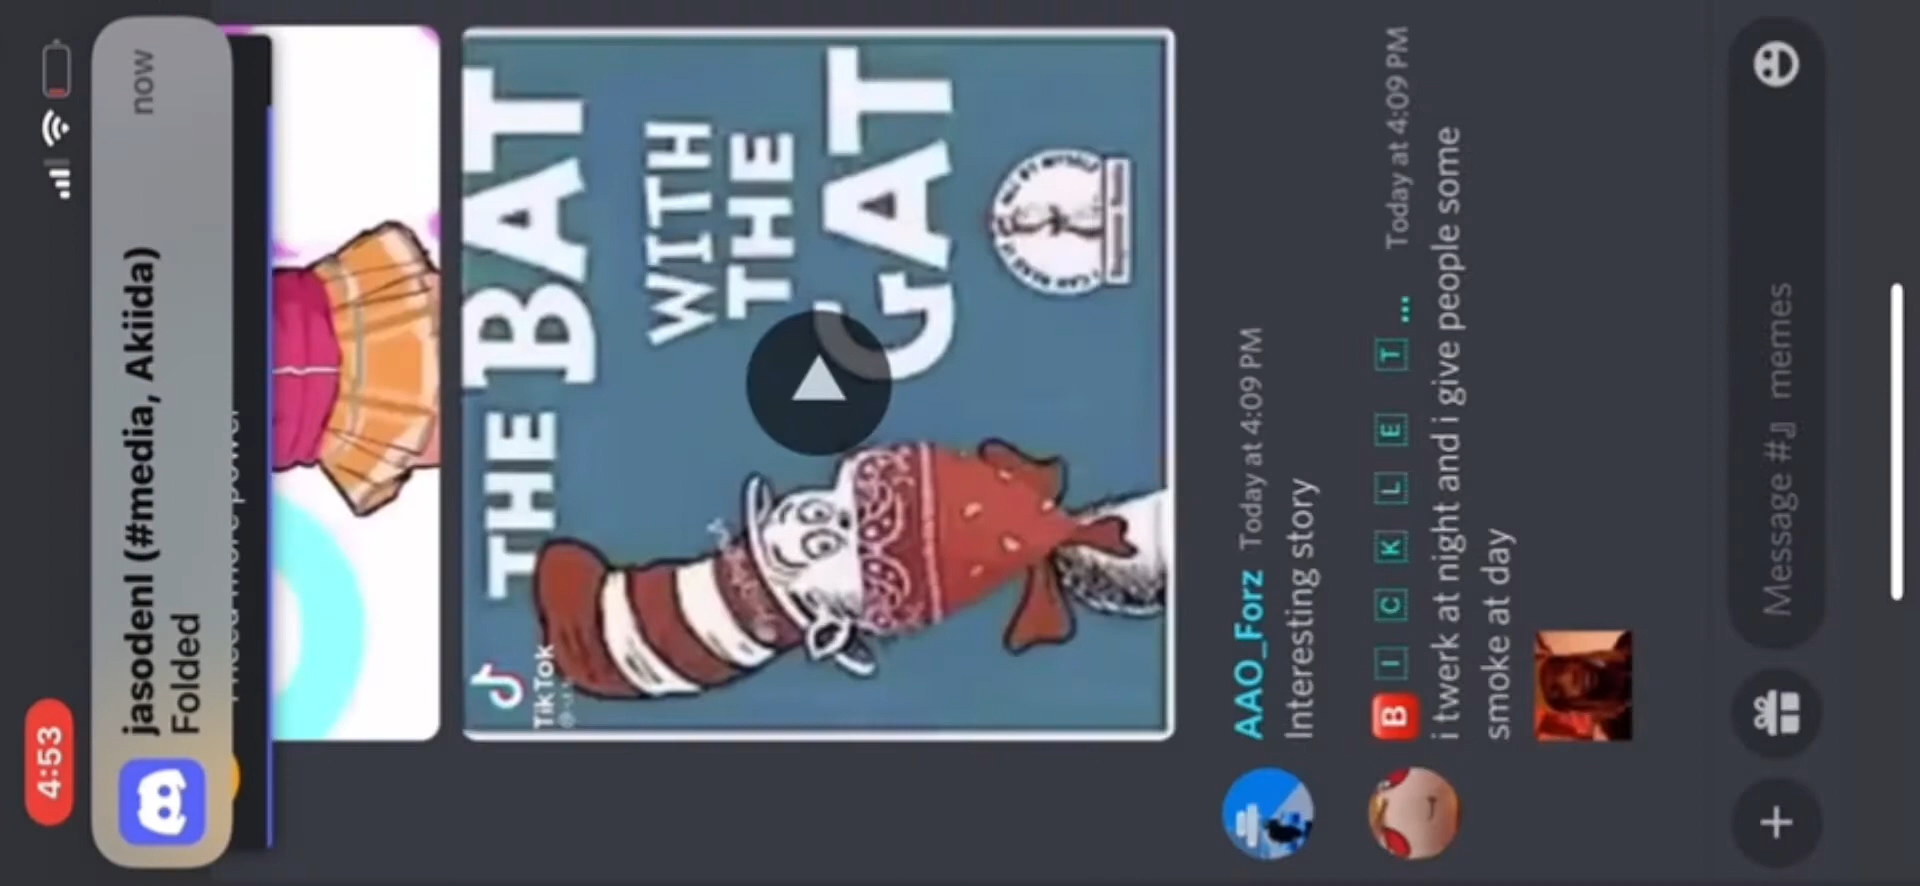 4:53
jasodenl (#media, Akiida)
now
Folded
THE BAT
WITH
THE
GAT
TikTok
AAO_Forz Today at 4:09 PM
Interesting story
B I C K L E T ... Today at 4:09 PM
i twerk at night and i give people some
smoke at day
Message #『 memes